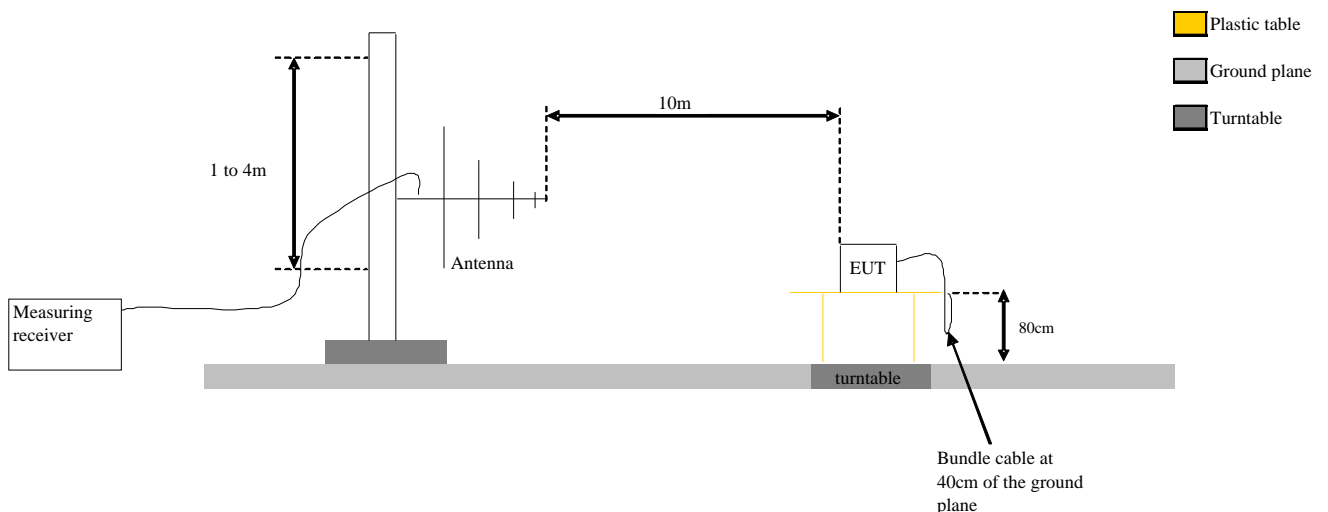 Plastic table
Ground plane
Turntable
10m
1 to 4m
Antenna
EUT
Measuring
receiver
80cm
turntable
Bundle cable at
40cm of the ground
plane